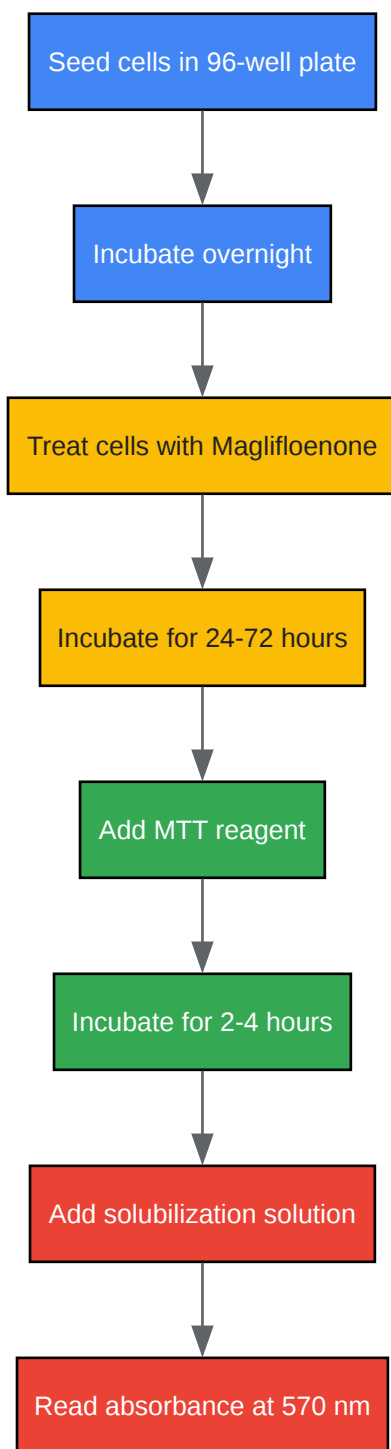 Seed cells in 96-well plate
Incubate overnight
Treat cells with Maglifloenone
Incubate for 24-72 hours
Add MTT reagent
Incubate for 2-4 hours
Add solubilization solution
Read absorbance at 570 nm